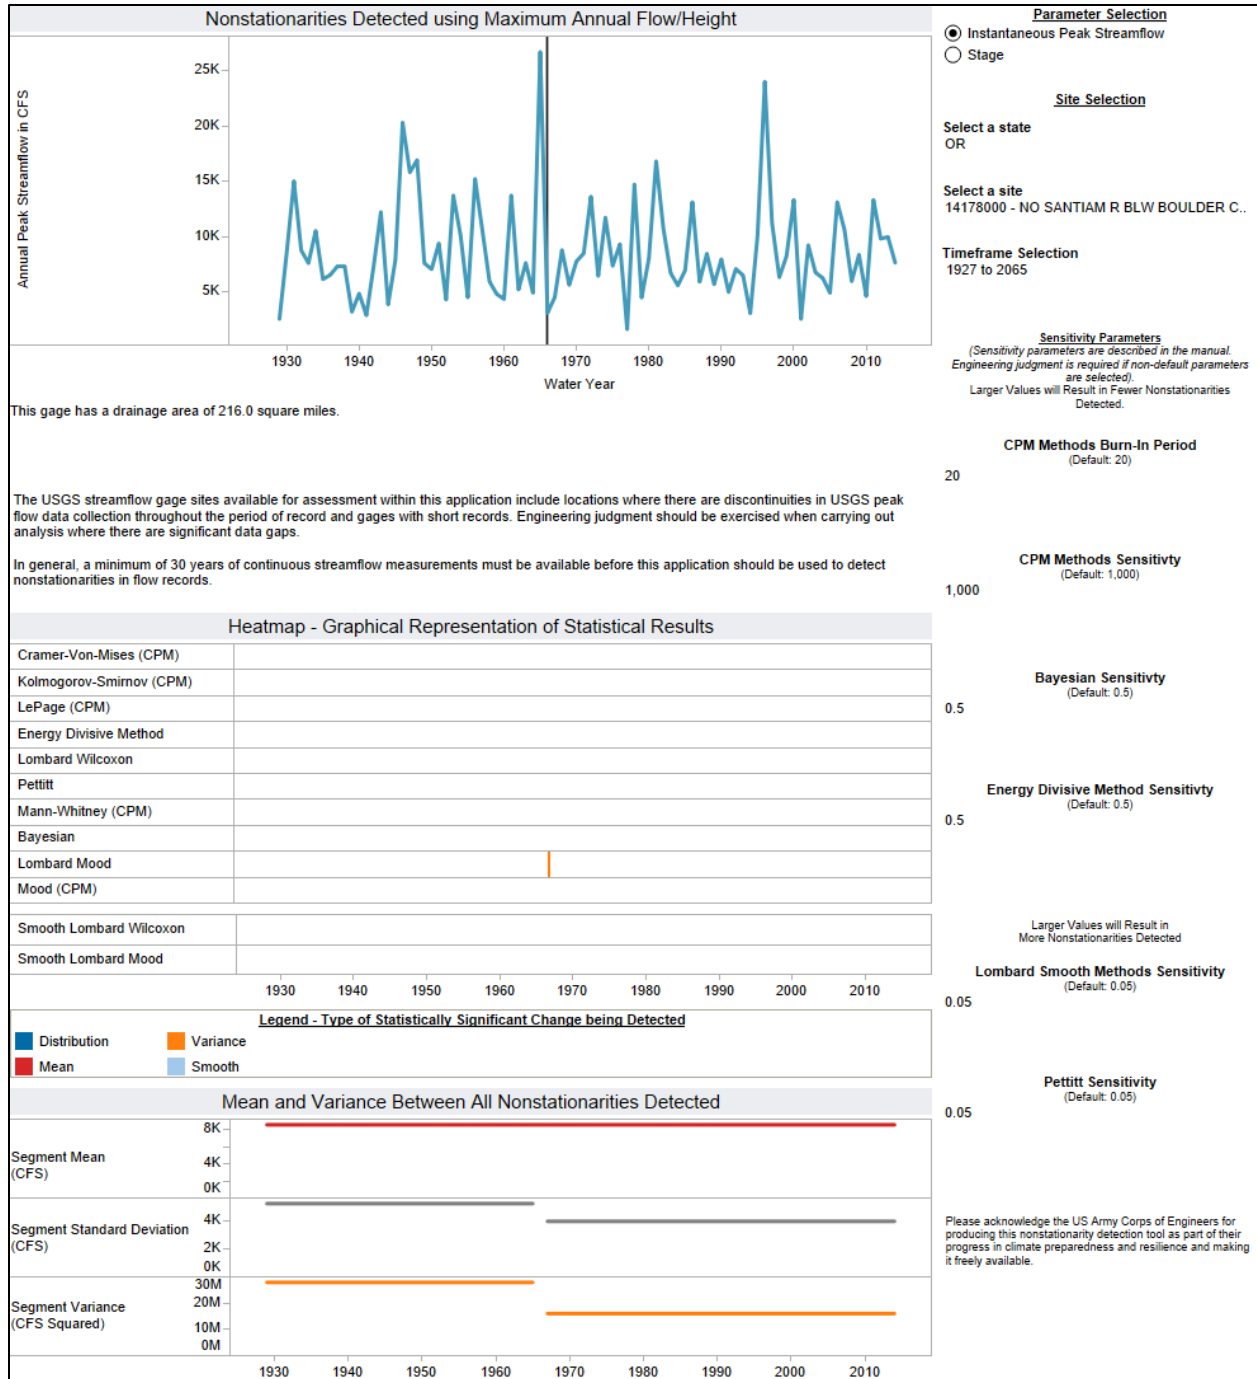 Nonstationarities Detected using Maximum Annual Flow/Height
Annual Peak Streamflow in CFS
25K
20K
15K
10K
5K
1930 1940 1950 1960 1970 1980 1990 2000 2010
Water Year
This gage has a drainage area of 216.0 square miles.
The USGS streamflow gage sites available for assessment within this application include locations where there are discontinuities in USGS peak
flow data collection throughout the period of record and gages with short records. Engineering judgment should be exercised when carrying out
analysis where there are significant data gaps.
In general, a minimum of 30 years of continuous streamflow measurements must be available before this application should be used to detect
nonstationarities in flow records.
Heatmap - Graphical Representation of Statistical Results
Cramer-Von-Mises (CPM)
Kolmogorov-Smirnov (CPM)
LePage (CPM)
Energy Divisive Method
Lombard Wilcoxon
Pettitt
Mann-Whitney (CPM)
Bayesian
Lombard Mood
Mood (CPM)
Smooth Lombard Wilcoxon
Smooth Lombard Mood
1930 1940 1950 1960 1970 1980 1990 2000 2010
Legend - Type of Statistically Significant Change being Detected
Distribution Variance
Mean Smooth
Mean and Variance Between All Nonstationarities Detected
Segment Mean
(CFS)
8K
4K
0K
Segment Standard Deviation
(CFS)
4K
2K
0K
Segment Variance
(CFS Squared)
30M
20M
10M
0M
1930 1940 1950 1960 1970 1980 1990 2000 2010
Parameter Selection
Instantaneous Peak Streamflow
Stage
Site Selection
Select a state
OR
Select a site
14178000 - NO SANTIAM R BLW BOULDER C..
Timeframe Selection
1927 to 2065
Sensitivity Parameters
(Sensitivity parameters are described in the manual.
Engineering judgment is required if non-default parameters
are selected).
Larger Values will Result in Fewer Nonstationarities
Detected.
CPM Methods Burn-In Period
(Default: 20)
20
CPM Methods Sensitivty
(Default: 1,000)
1,000
Bayesian Sensitivty
(Default: 0.5)
0.5
Energy Divisive Method Sensitivty
(Default: 0.5)
0.5
Larger Values will Result in
More Nonstationarities Detected
Lombard Smooth Methods Sensitivity
(Default: 0.05)
0.05
Pettitt Sensitivity
(Default: 0.05)
0.05
Please acknowledge the US Army Corps of Engineers for
producing this nonstationarity detection tool as part of their
progress in climate preparedness and resilience and making
it freely available.